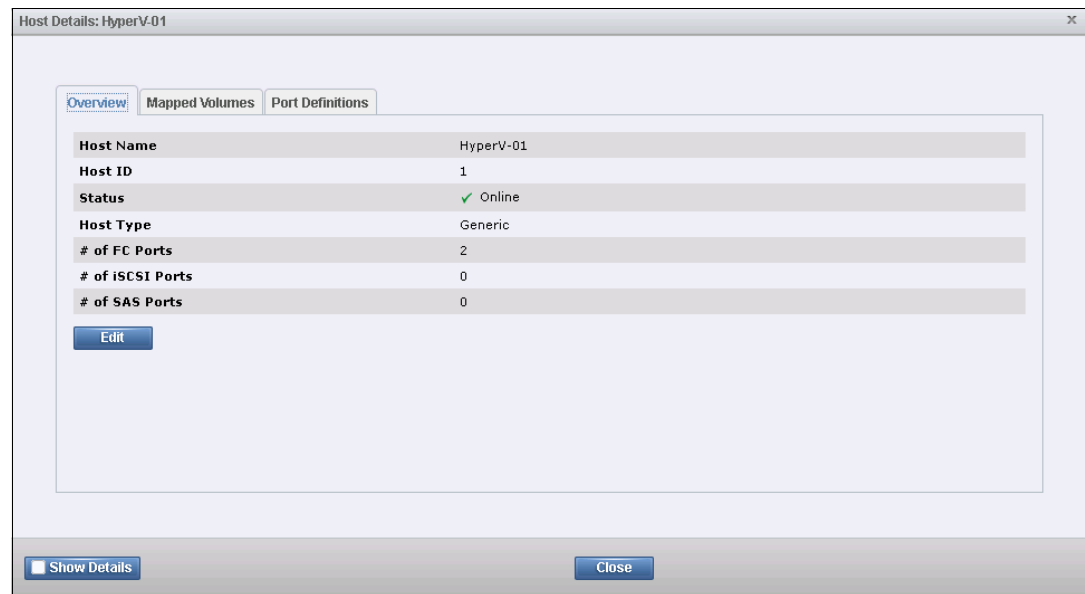 Host Details: HyperV-01 x
Overview Mapped Volumes Port Definitions
Host Name HyperV-01
Host ID 1
Status Online
Host Type Generic
# of FC Ports 2
# of iSCSI Ports 0
# of SAS Ports 0
Edit
Show Details Close